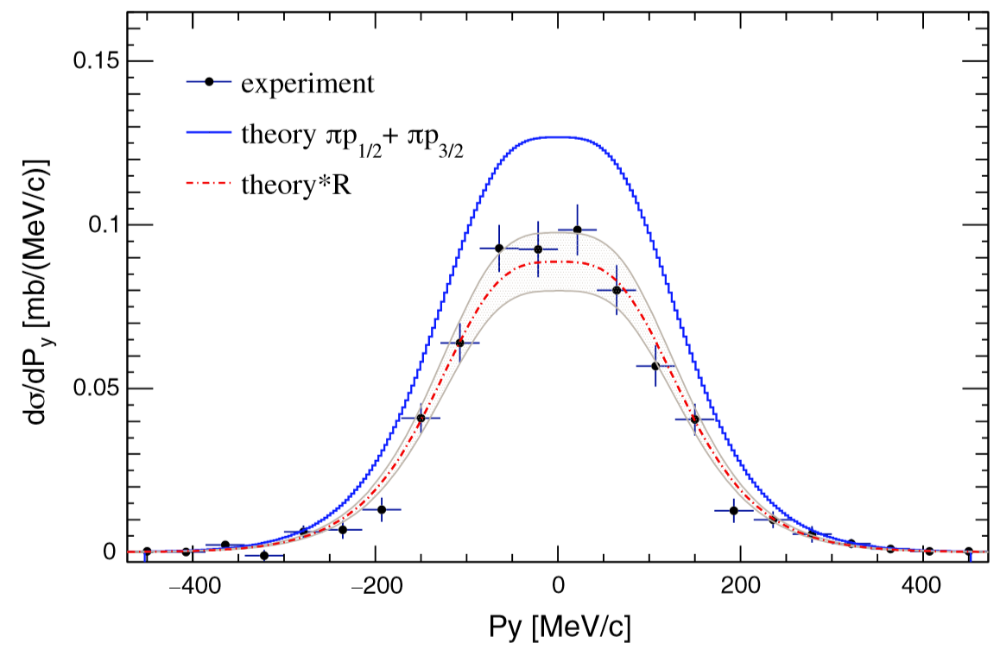 0.15
0.1
0.05
0
dσ/dPy [mb/(MeV/c)]
experiment
theory πp1/2+ πp3/2
theory*R
−400 −200 0 200 400
Py [MeV/c]